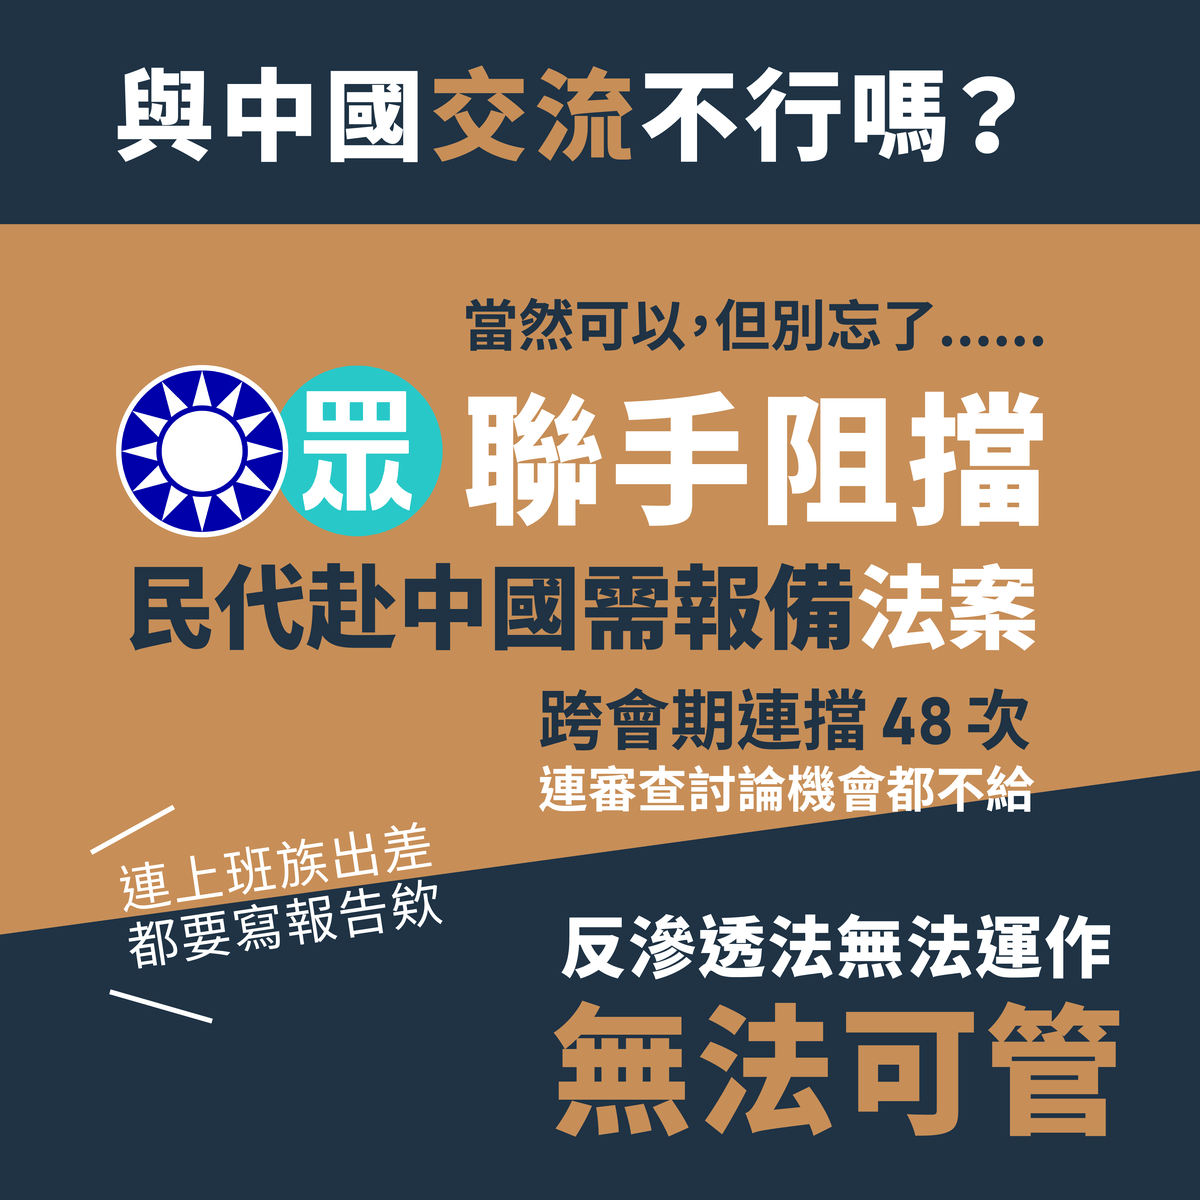 與中國交流不行嗎？
當然可以，但別忘了......
眾 聯手阻擋
民代赴中國需報備法案
跨會期連擋 48 次
連審查討論機會都不給
連上班族出差
都要寫報告欸
反滲透法無法運作
無法可管